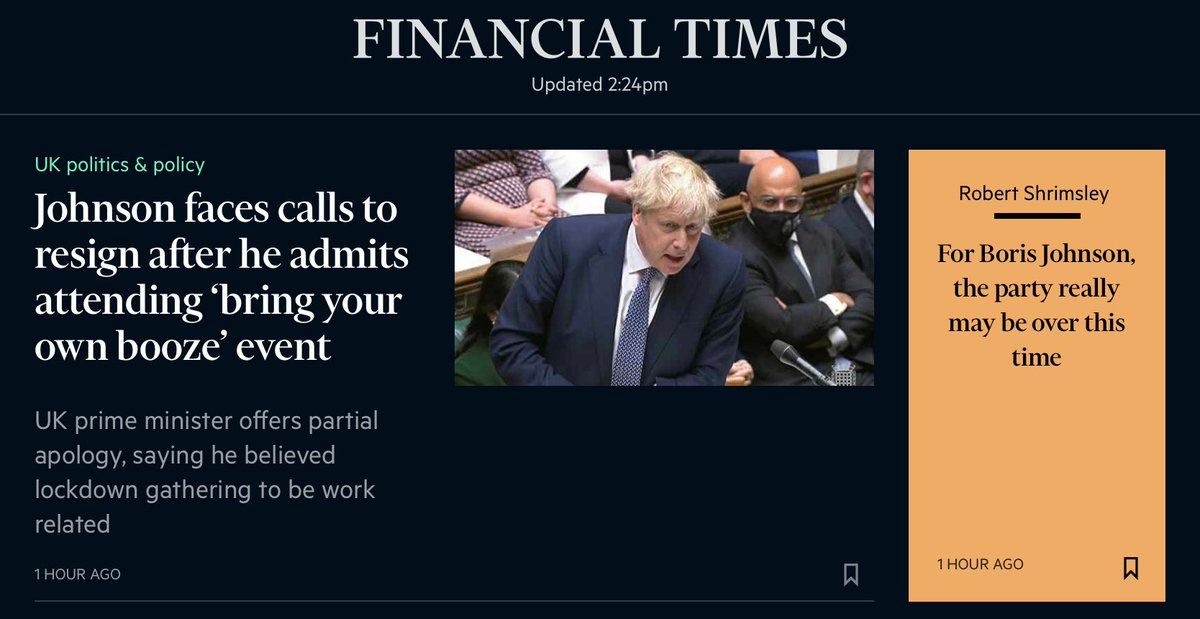 FINANCIAL TIMES
Updated 2:24pm
UK politics & policy
Johnson faces calls to
resign after he admits
attending ‘bring your
own booze’ event
UK prime minister offers partial
apology, saying he believed
lockdown gathering to be work
related
1 HOUR AGO
Robert Shrimsley
For Boris Johnson,
the party really
may be over this
time
1 HOUR AGO